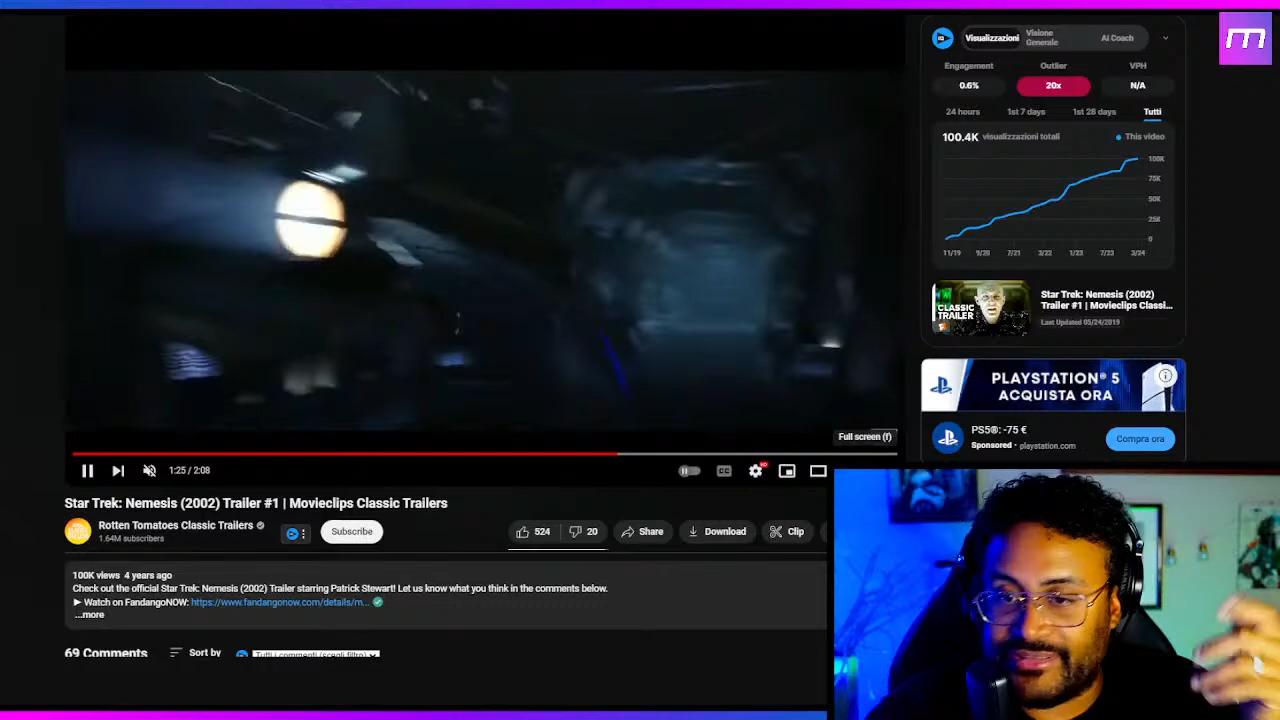 Full screen (f)
1:25 / 2:08
CC
HD
Star Trek: Nemesis (2002) Trailer #1 | Movieclips Classic Trailers
Rotten Tomatoes Classic Trailers
1.64M subscribers
Subscribe
524
20
Share
Download
Clip
100K views 4 years ago
Check out the official Star Trek: Nemesis (2002) Trailer starring Patrick Stewart! Let us know what you think in the comments below.
▶ Watch on FandangoNOW: https://www.fandangonow.com/details/m...
...more
69 Comments
Sort by
Tutti i commenti (scegli filtro)
Visualizzazioni
Visione
Generale
Ai Coach
Engagement
Outlier
VPH
0.6%
20x
N/A
24 hours
1st 7 days
1st 28 days
Tutti
100.4K visualizzazioni totali
This video
100K
75K
50K
25K
0
11/19 9/20 7/21 3/22 1/23 7/23 3/24
CLASSIC
TRAILER
Star Trek: Nemesis (2002)
Trailer #1 | Movieclips Classi...
Last Updated 05/24/2019
PLAYSTATION® 5
ACQUISTA ORA
PS5®: -75 €
Sponsored • playstation.com
Compra ora
m